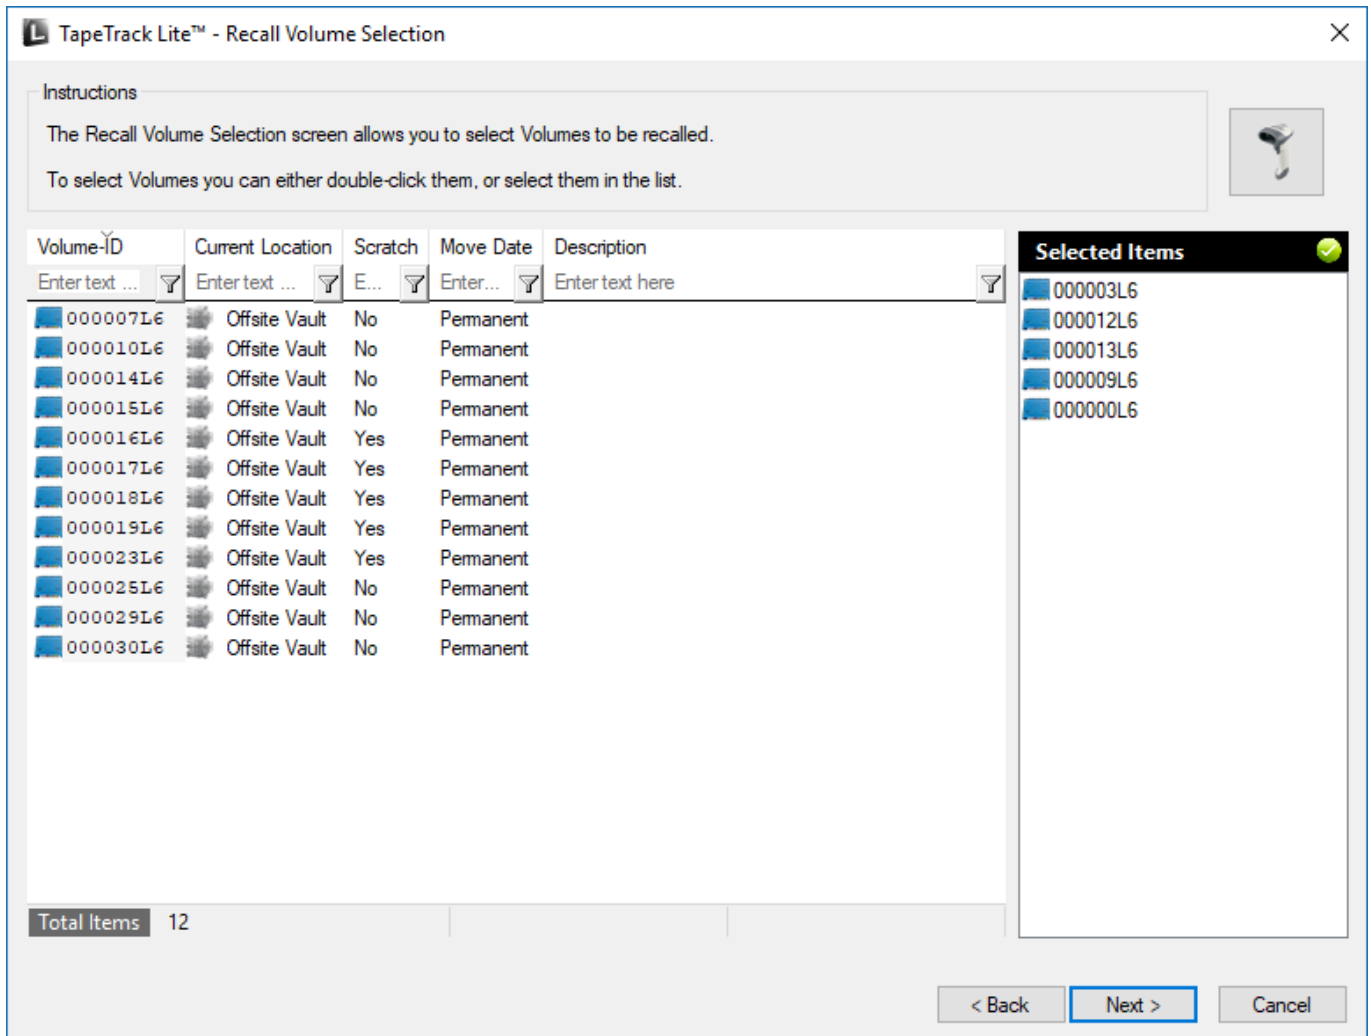 L TapeTrack Lite™ - Recall Volume Selection
Instructions
The Recall Volume Selection screen allows you to select Volumes to be recalled.
To select Volumes you can either double-click them, or select them in the list.
Volume-ID Current Location Scratch Move Date Description
Enter text ... Enter text ... E... Enter... Enter text here
000007L6 Offsite Vault No Permanent
000010L6 Offsite Vault No Permanent
000014L6 Offsite Vault No Permanent
000015L6 Offsite Vault No Permanent
000016L6 Offsite Vault Yes Permanent
000017L6 Offsite Vault Yes Permanent
000018L6 Offsite Vault Yes Permanent
000019L6 Offsite Vault Yes Permanent
000023L6 Offsite Vault Yes Permanent
000025L6 Offsite Vault No Permanent
000029L6 Offsite Vault No Permanent
000030L6 Offsite Vault No Permanent
Total Items 12
Selected Items
000003L6
000012L6
000013L6
000009L6
000000L6
< Back Next > Cancel